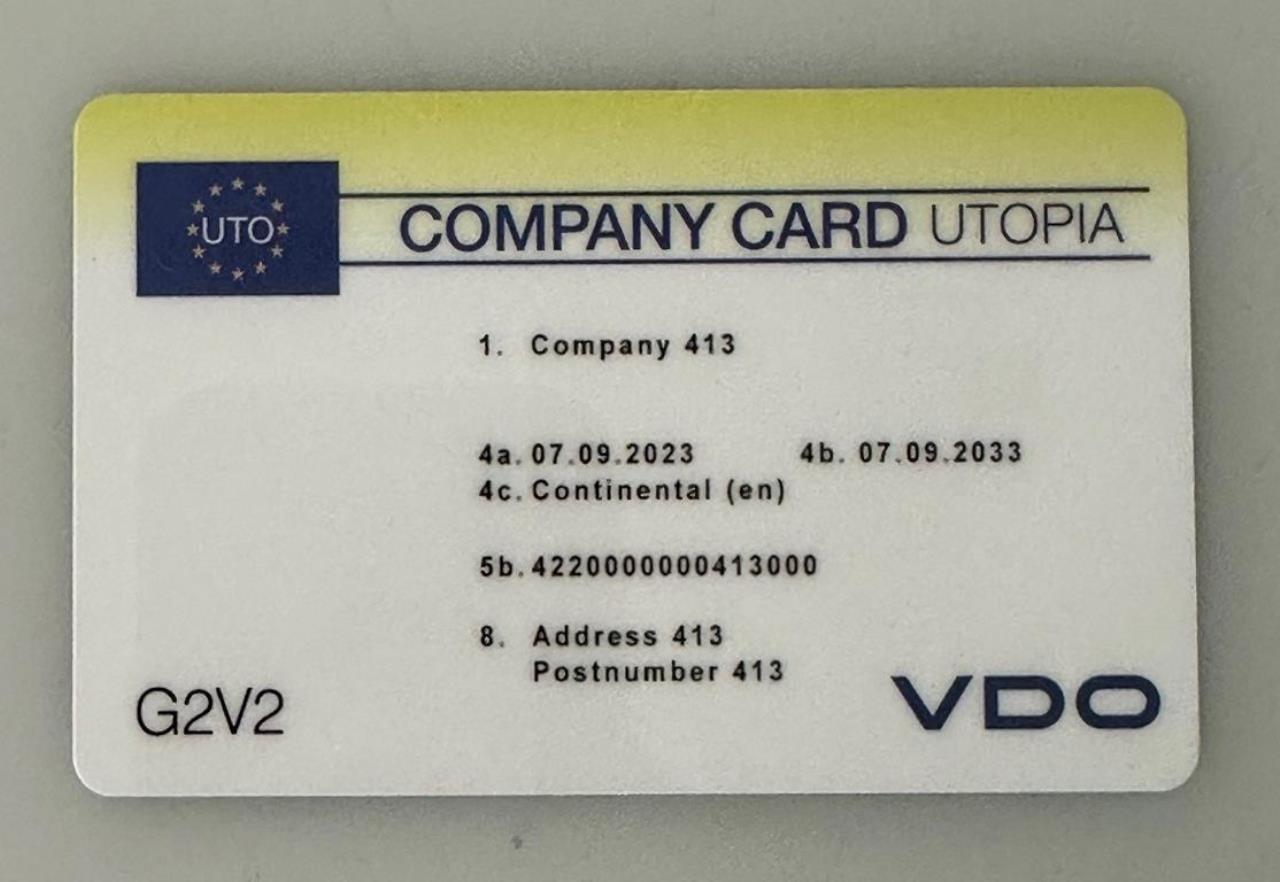 UTO
COMPANY CARD UTOPIA
1. Company 413
4a. 07.09.2023 4b. 07.09.2033
4c. Continental (en)
5b. 4220000000413000
8. Address 413
Postnumber 413
G2V2
VDO